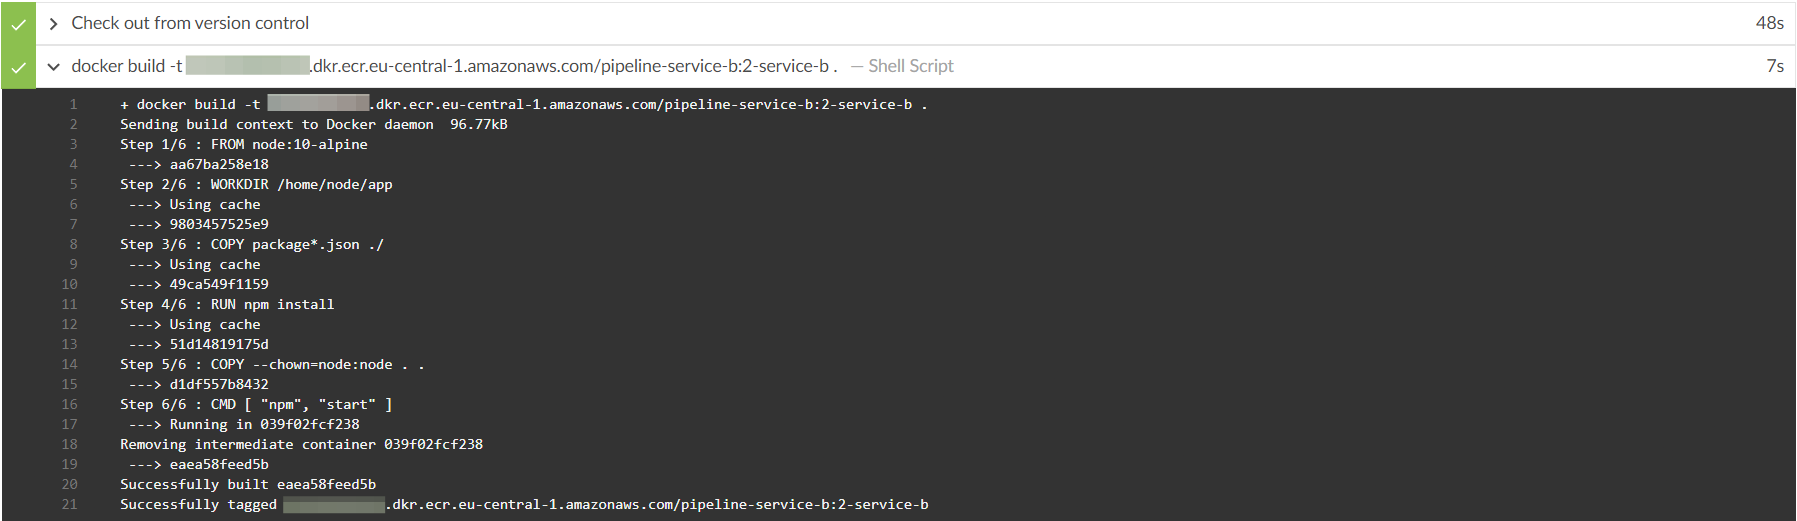 Check out from version control 48s
docker build -t .dkr.ecr.eu-central-1.amazonaws.com/pipeline-service-b:2-service-b . — Shell Script 7s
1 + docker build -t .dkr.ecr.eu-central-1.amazonaws.com/pipeline-service-b:2-service-b .
2 Sending build context to Docker daemon  96.77kB
3 Step 1/6 : FROM node:10-alpine
4  ---> aa67ba258e18
5 Step 2/6 : WORKDIR /home/node/app
6  ---> Using cache
7  ---> 9803457525e9
8 Step 3/6 : COPY package*.json ./
9  ---> Using cache
10  ---> 49ca549f1159
11 Step 4/6 : RUN npm install
12  ---> Using cache
13  ---> 51d14819175d
14 Step 5/6 : COPY --chown=node:node . .
15  ---> d1df557b8432
16 Step 6/6 : CMD [ "npm", "start" ]
17  ---> Running in 039f02fcf238
18 Removing intermediate container 039f02fcf238
19  ---> eaea58feed5b
20 Successfully built eaea58feed5b
21 Successfully tagged .dkr.ecr.eu-central-1.amazonaws.com/pipeline-service-b:2-service-b